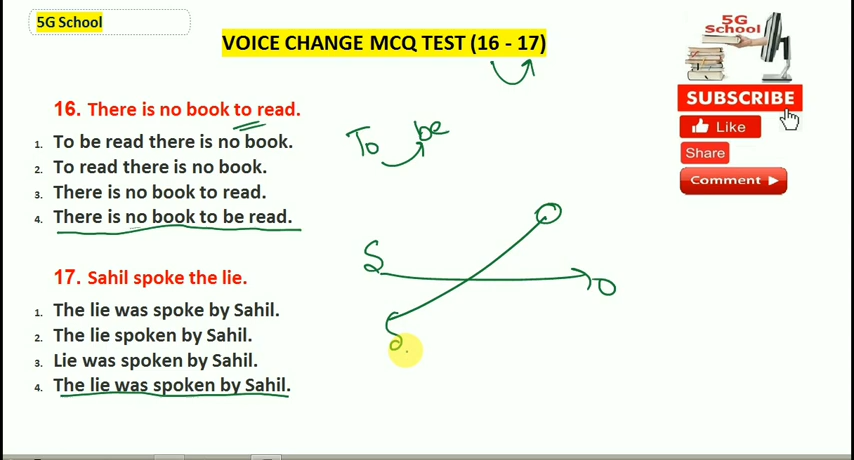 5G School
VOICE CHANGE MCQ TEST (16 - 17)
5G
School
SUBSCRIBE
Like
Share
Comment
16. There is no book to read.
1. To be read there is no book.
2. To read there is no book.
3. There is no book to read.
4. There is no book to be read.
To be
S
O
O
S
17. Sahil spoke the lie.
1. The lie was spoke by Sahil.
2. The lie spoken by Sahil.
3. Lie was spoken by Sahil.
4. The lie was spoken by Sahil.